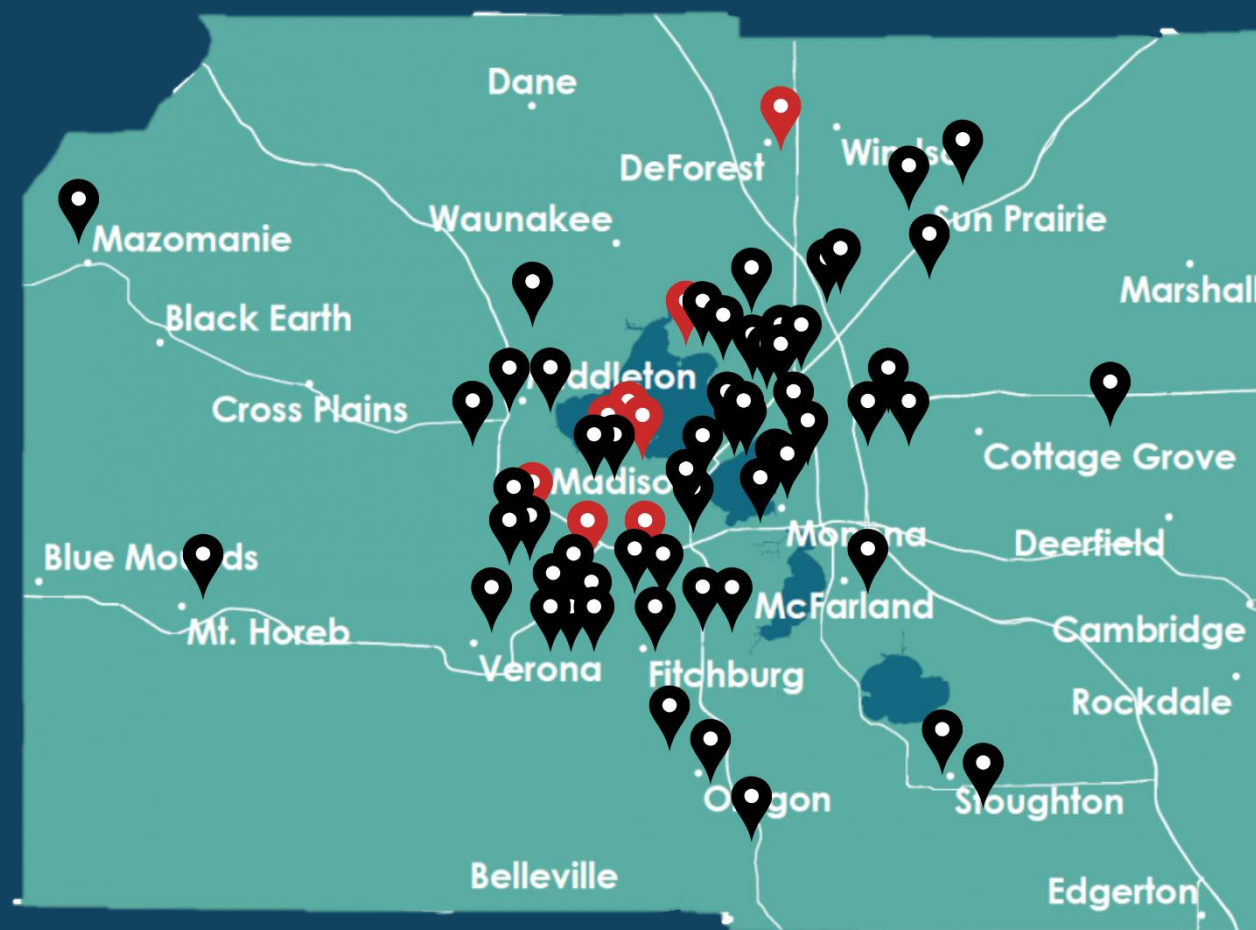 Dane
DeForest
Waunakee
Sun Prairie
Mazomanie
Marshall
Black Earth
Cross Plains
Cottage Grove
Blue Mounds
Deerfield
McFarland
Mt. Horeb
Cambridge
Verona
Fitchburg
Rockdale
Stoughton
Belleville
Edgerton